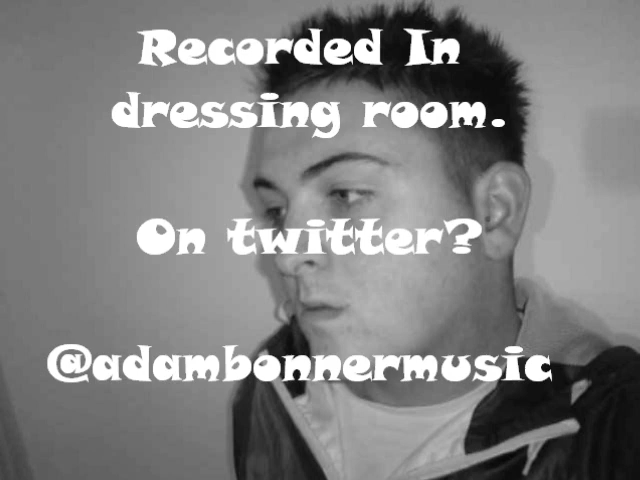 Recorded In
dressing room.
On twitter?
@adambonnermusic